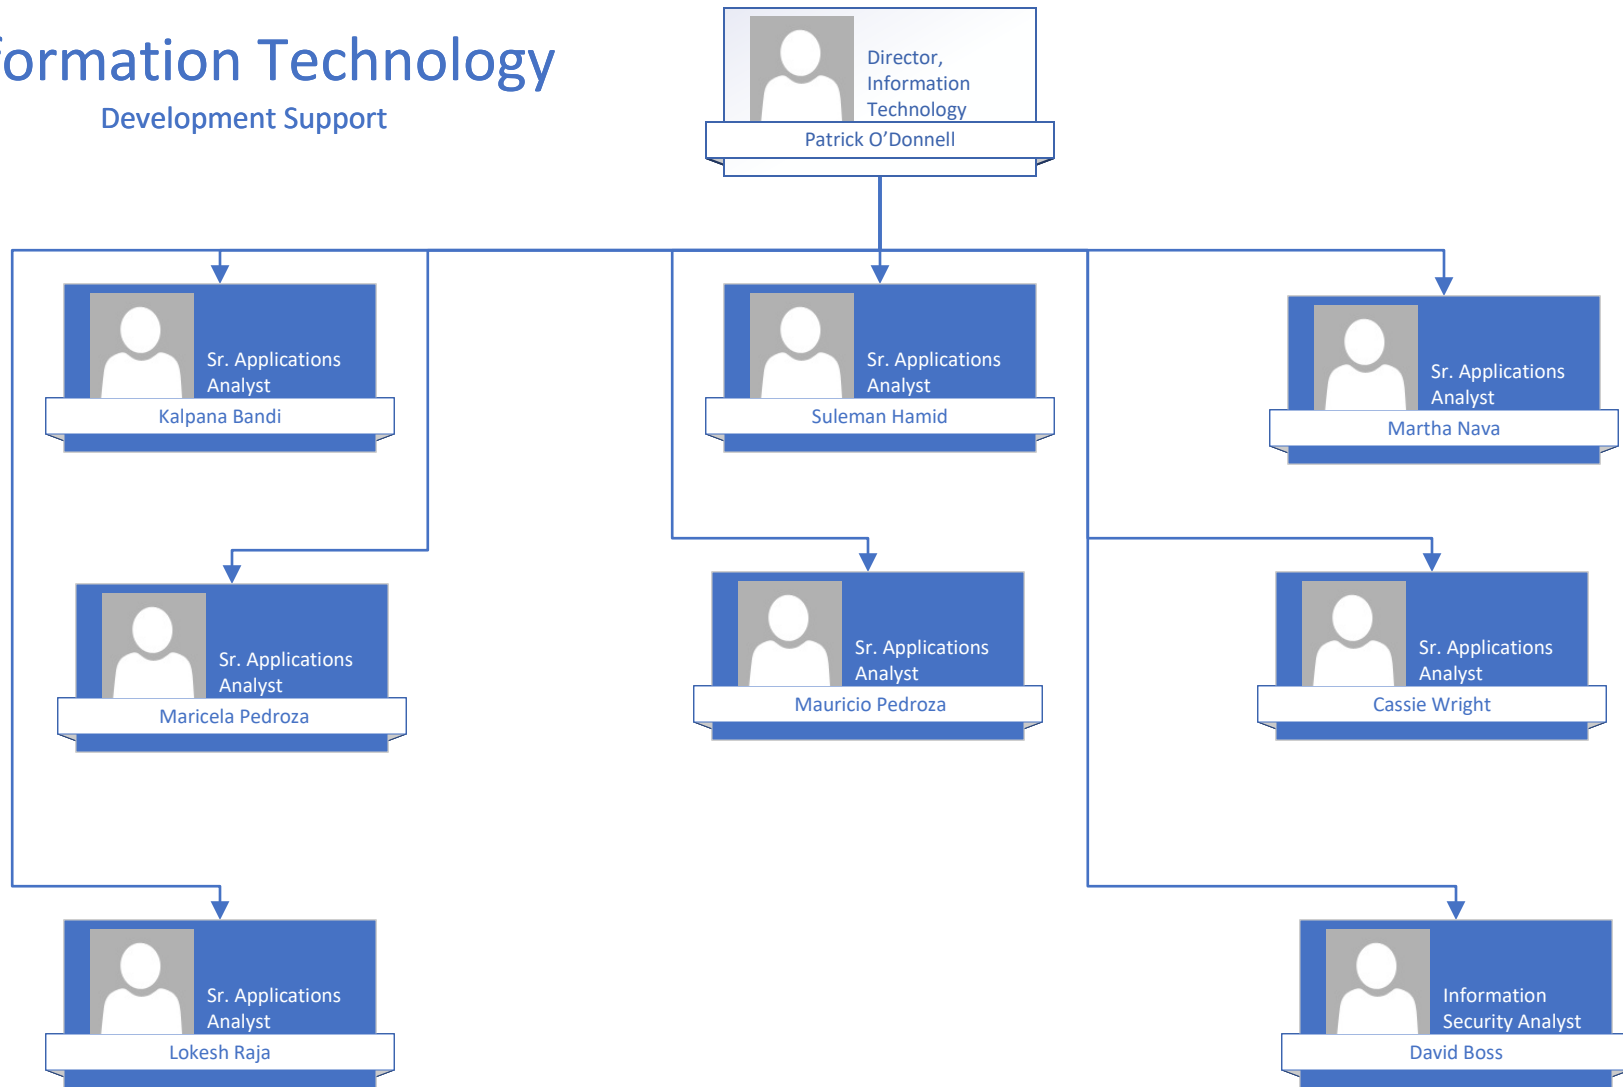 formation Technology
Development Support
Director,
Information
Technology
Patrick O’Donnell
Sr. Applications
Analyst
Kalpana Bandi
Sr. Applications
Analyst
Suleman Hamid
Sr. Applications
Analyst
Martha Nava
Sr. Applications
Analyst
Maricela Pedroza
Sr. Applications
Analyst
Mauricio Pedroza
Sr. Applications
Analyst
Cassie Wright
Sr. Applications
Analyst
Lokesh Raja
Information
Security Analyst
David Boss